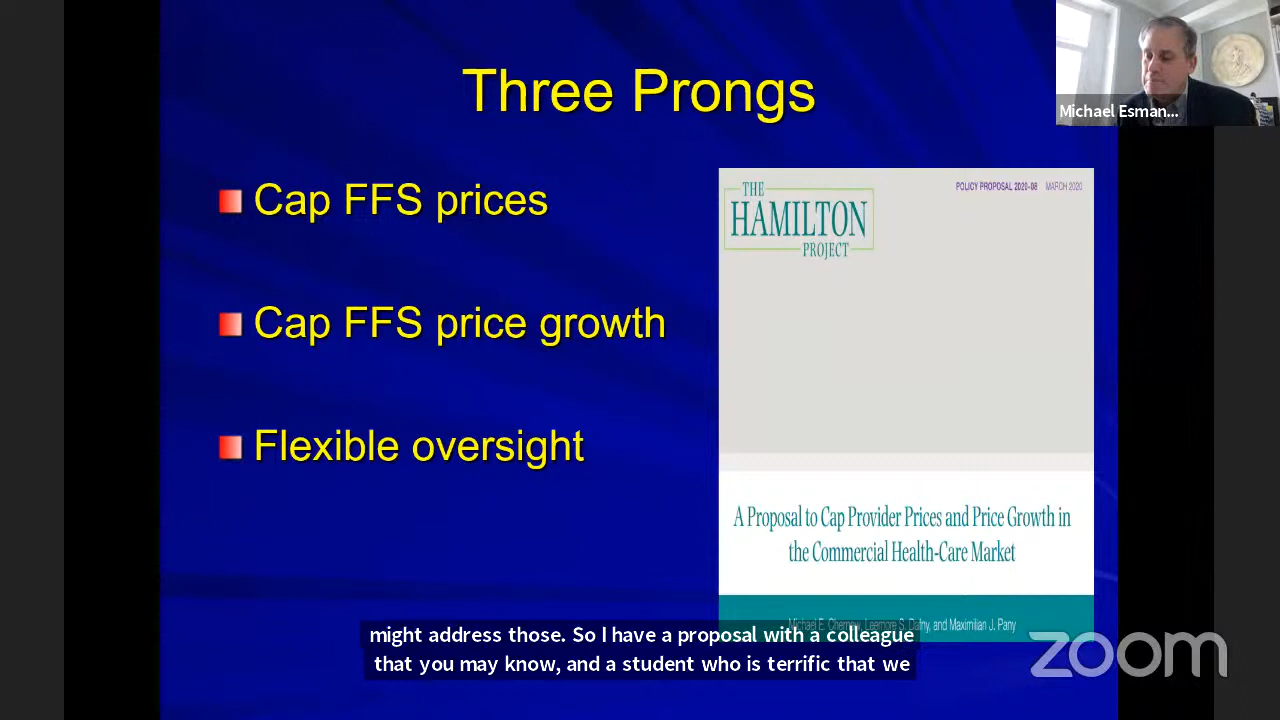 Three Prongs
Michael Esman...
Cap FFS prices
Cap FFS price growth
Flexible oversight
THE
HAMILTON
PROJECT
POLICY PROPOSAL 2020-08 MARCH 2020
A Proposal to Cap Provider Prices and Price Growth in
the Commercial Health-Care Market
Michael E. Chernew, Leemore S. Dafny, and Maximilian J. Pany
might address those. So I have a proposal with a colleague
that you may know, and a student who is terrific that we
zoom